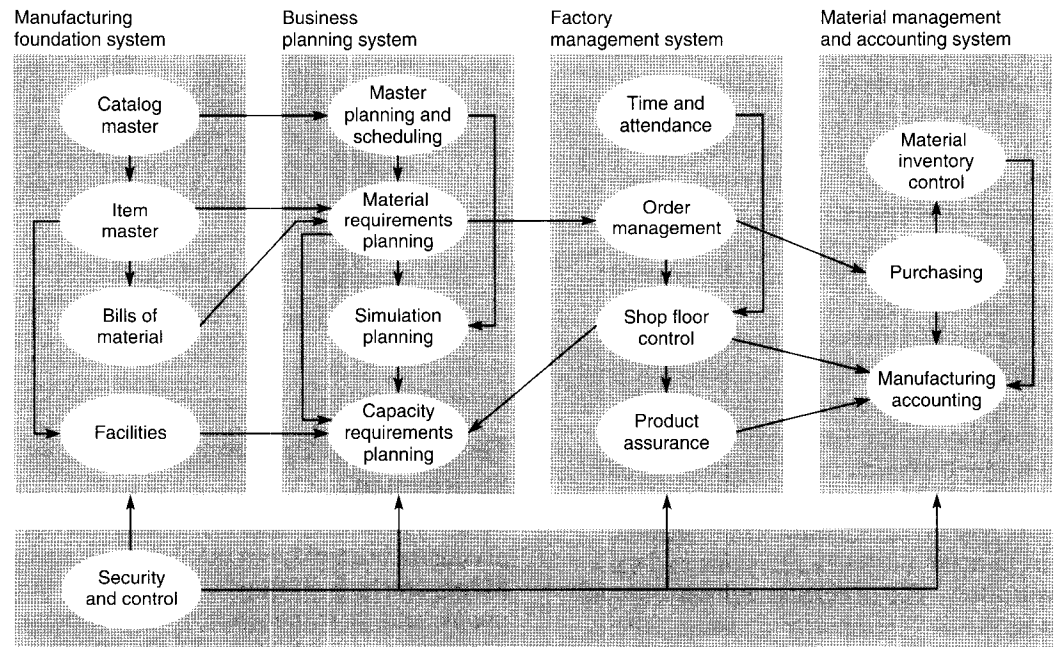 Manufacturing
foundation system
Business
planning system
Factory
management system
Material management
and accounting system
Catalog
master
Item
master
Bills of
material
Facilities
Master
planning and
scheduling
Material
requirements
planning
Simulation
planning
Capacity
requirements
planning
Time and
attendance
Order
management
Shop floor
control
Product
assurance
Material
inventory
control
Purchasing
Manufacturing
accounting
Security
and control